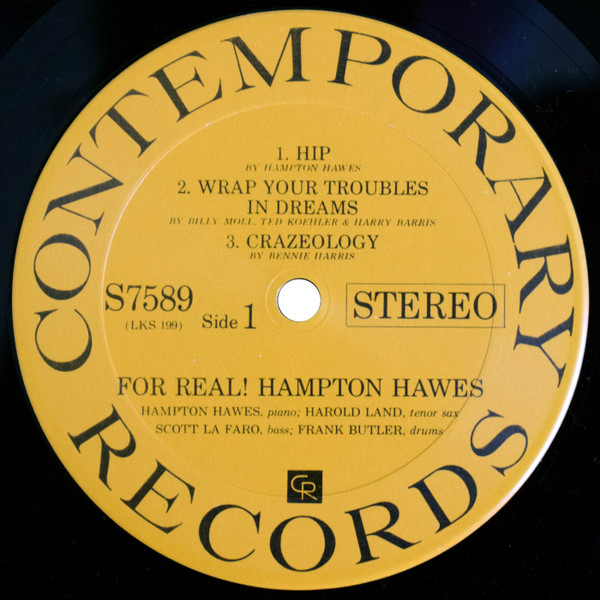 CONTEMPORARY
1. HIP
BY HAMPTON HAWES
2. WRAP YOUR TROUBLES
IN DREAMS
BY BILLY MOLL, TED KOEHLER & HARRY BARRIS
3. CRAZEOLOGY
BY BENNIE HARRIS
S7589
(LKS 199)
Side 1
STEREO
FOR REAL! HAMPTON HAWES
HAMPTON HAWES, piano; HAROLD LAND, tenor sax
SCOTT LA FARO, bass; FRANK BUTLER, drums
CR
RECORDS